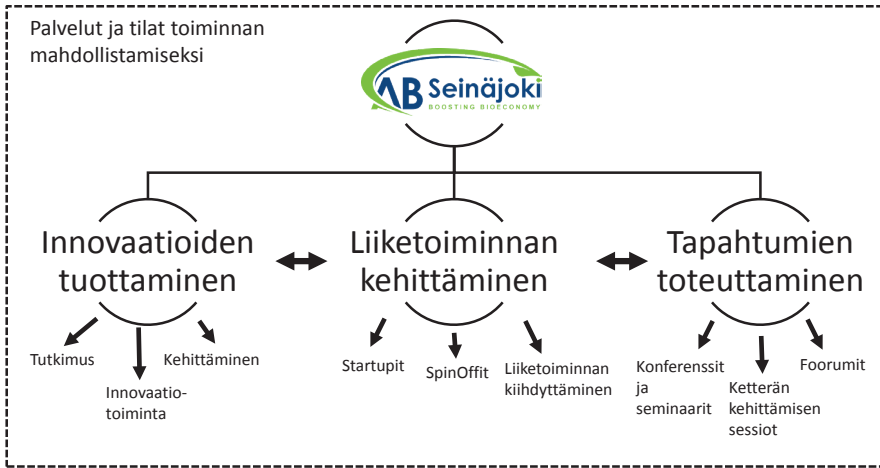 Palvelut ja tilat toiminnan
mahdollistamiseksi
AB Seinäjoki
BOOSTING BIOECONOMY
Innovaatioiden
tuottaminen
Liiketoiminnan
kehittäminen
Tapahtumien
toteuttaminen
Tutkimus
Kehittäminen
Innovaatio-
toiminta
Startupit
SpinOffit
Liiketoiminnan
kiihdyttäminen
Konferenssit
ja
seminaarit
Ketterän
kehittämisen
sessiot
Foorumit